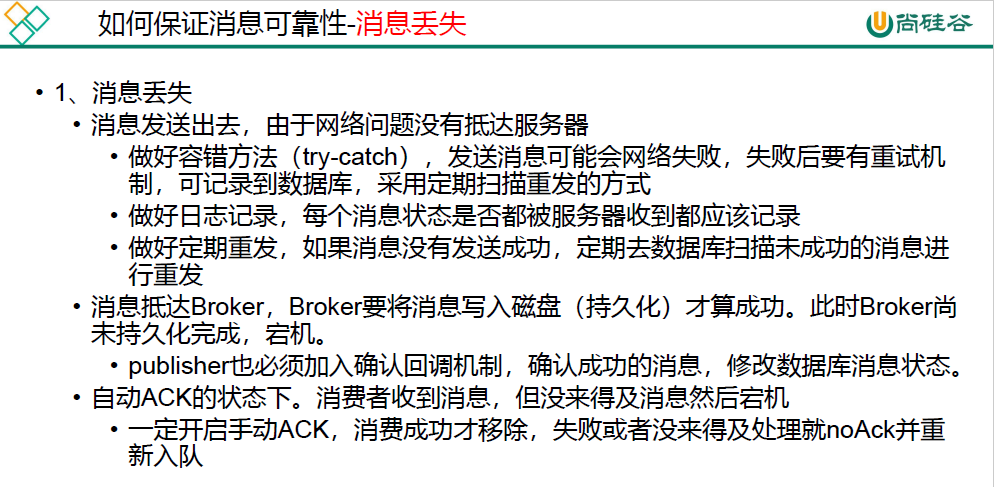 如何保证消息可靠性-消息丢失
尚硅谷
• 1、消息丢失
• 消息发送出去，由于网络问题没有抵达服务器
• 做好容错方法（try-catch），发送消息可能会网络失败，失败后要有重试机
制，可记录到数据库，采用定期扫描重发的方式
• 做好日志记录，每个消息状态是否都被服务器收到都应该记录
• 做好定期重发，如果消息没有发送成功，定期去数据库扫描未成功的消息进
行重发
• 消息抵达Broker，Broker要将消息写入磁盘（持久化）才算成功。此时Broker尚
未持久化完成，宕机。
• publisher也必须加入确认回调机制，确认成功的消息，修改数据库消息状态。
• 自动ACK的状态下。消费者收到消息，但没来得及消息然后宕机
• 一定开启手动ACK，消费成功才移除，失败或者没来得及处理就noAck并重
新入队